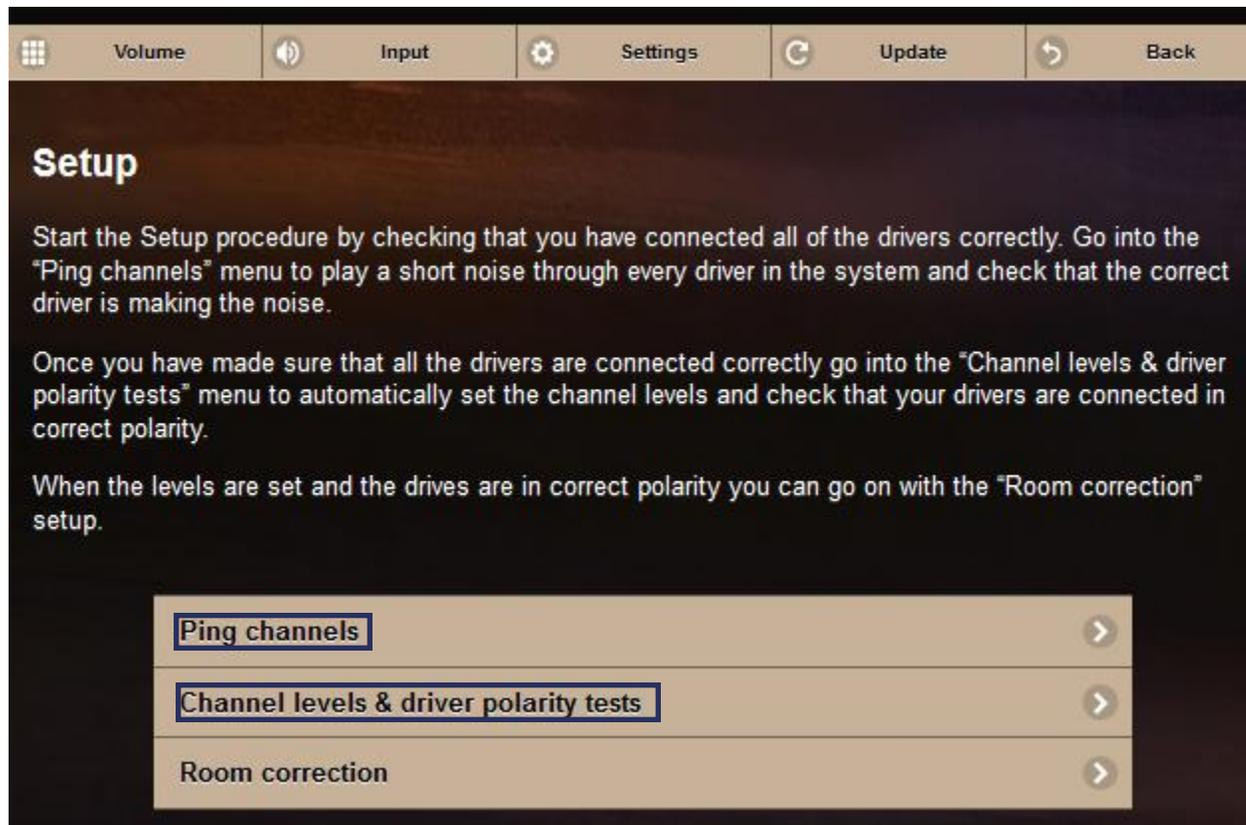 Volume Input Settings Update Back
Setup
Start the Setup procedure by checking that you have connected all of the drivers correctly. Go into the
“Ping channels” menu to play a short noise through every driver in the system and check that the correct
driver is making the noise.
Once you have made sure that all the drivers are connected correctly go into the “Channel levels & driver
polarity tests” menu to automatically set the channel levels and check that your drivers are connected in
correct polarity.
When the levels are set and the drives are in correct polarity you can go on with the “Room correction”
setup.
Ping channels
Channel levels & driver polarity tests
Room correction